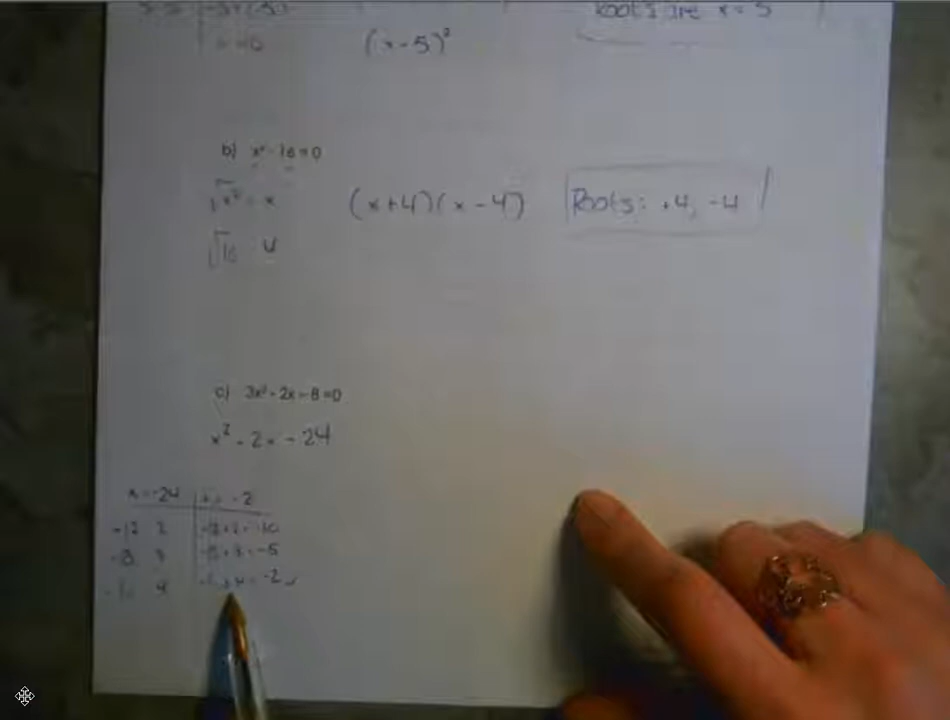 Roots are x = 5
(x - 5)²
b) x² - 16 = 0
√x² = x
(x+4)(x - 4)
Roots: +4, -4
√16 4
c) 3x² - 2x - 8 = 0
x² - 2x - 24
x = -24 += -2
-12 2 -12 + 2 = -10
-8 3 -8 + 3 = -5
-6 4 -6 + 4 = -2 ✓